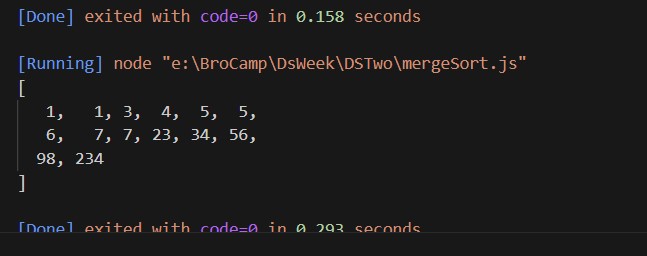 [Done] exited with code=0 in 0.158 seconds
[Running] node "e:\BroCamp\DsWeek\DSTwo\mergeSort.js"
[
1, 1, 3, 4, 5, 5,
6, 7, 7, 23, 34, 56,
98, 234
]
[Done] exited with code=0 in 0.293 seconds